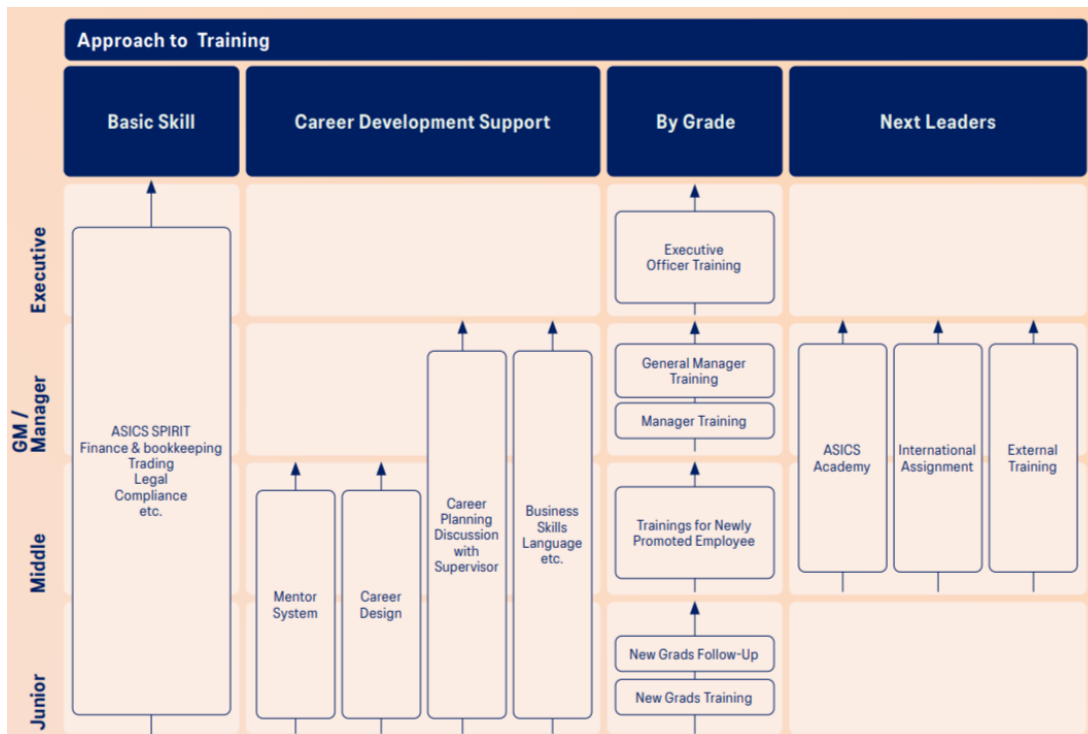 Approach to Training
Basic Skill
Career Development Support
By Grade
Next Leaders
Executive
GM /
Manager
Middle
Junior
ASICS SPIRIT
Finance & bookkeeping
Trading
Legal
Compliance
etc.
Mentor
System
Career
Design
Career
Planning
Discussion
with
Supervisor
Business
Skills
Language
etc.
Executive
Officer Training
General Manager
Training
Manager Training
Trainings for Newly
Promoted Employee
New Grads Follow-Up
New Grads Training
ASICS
Academy
International
Assignment
External
Training